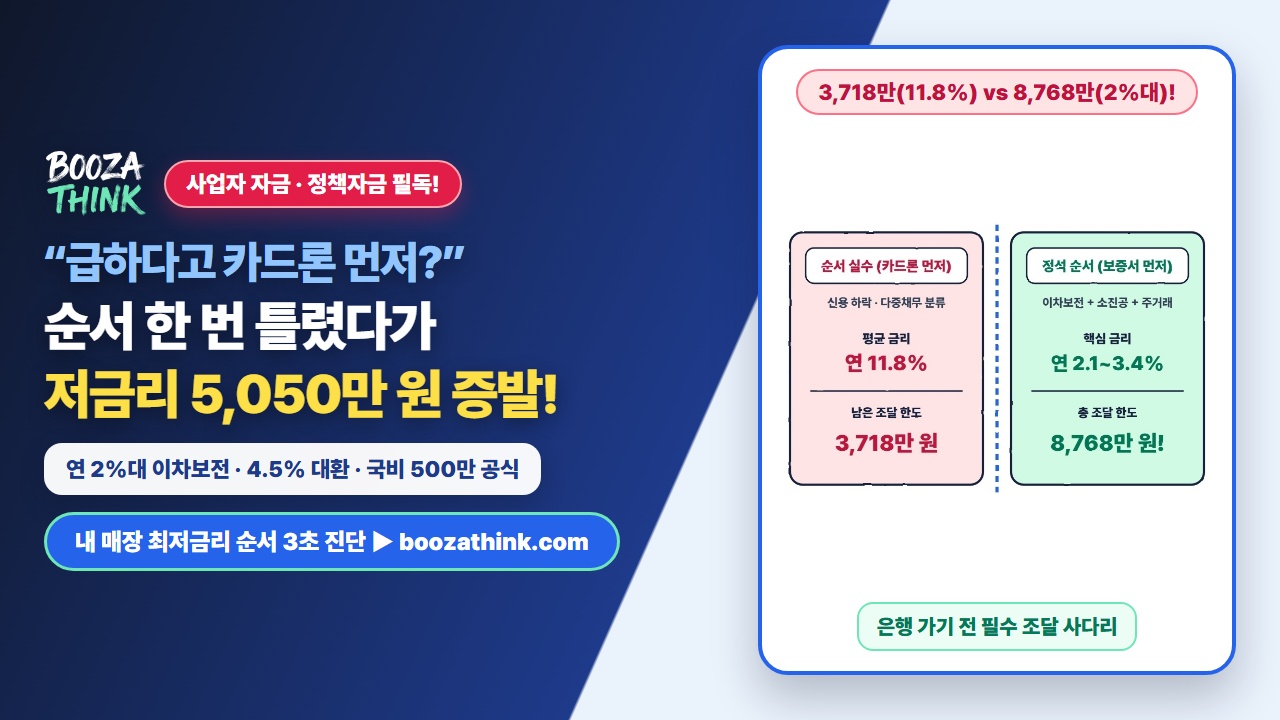 BOOZA
THINK
사업자 자금 · 정책자금 필독!
“급하다고 카드론 먼저?”
순서 한 번 틀렸다가
저금리 5,050만 원 증발!
연 2%대 이차보전 · 4.5% 대환 · 국비 500만 공식
내 매장 최저금리 순서 3초 진단 ▶ boozathink.com
3,718만(11.8%) vs 8,768만(2%대)!
순서 실수 (카드론 먼저)
신용 하락 · 다중채무 분류
평균 금리
연 11.8%
남은 조달 한도
3,718만 원
정석 순서 (보증서 먼저)
이차보전 + 소진공 + 주거래
핵심 금리
연 2.1~3.4%
총 조달 한도
8,768만 원!
은행 가기 전 필수 조달 사다리